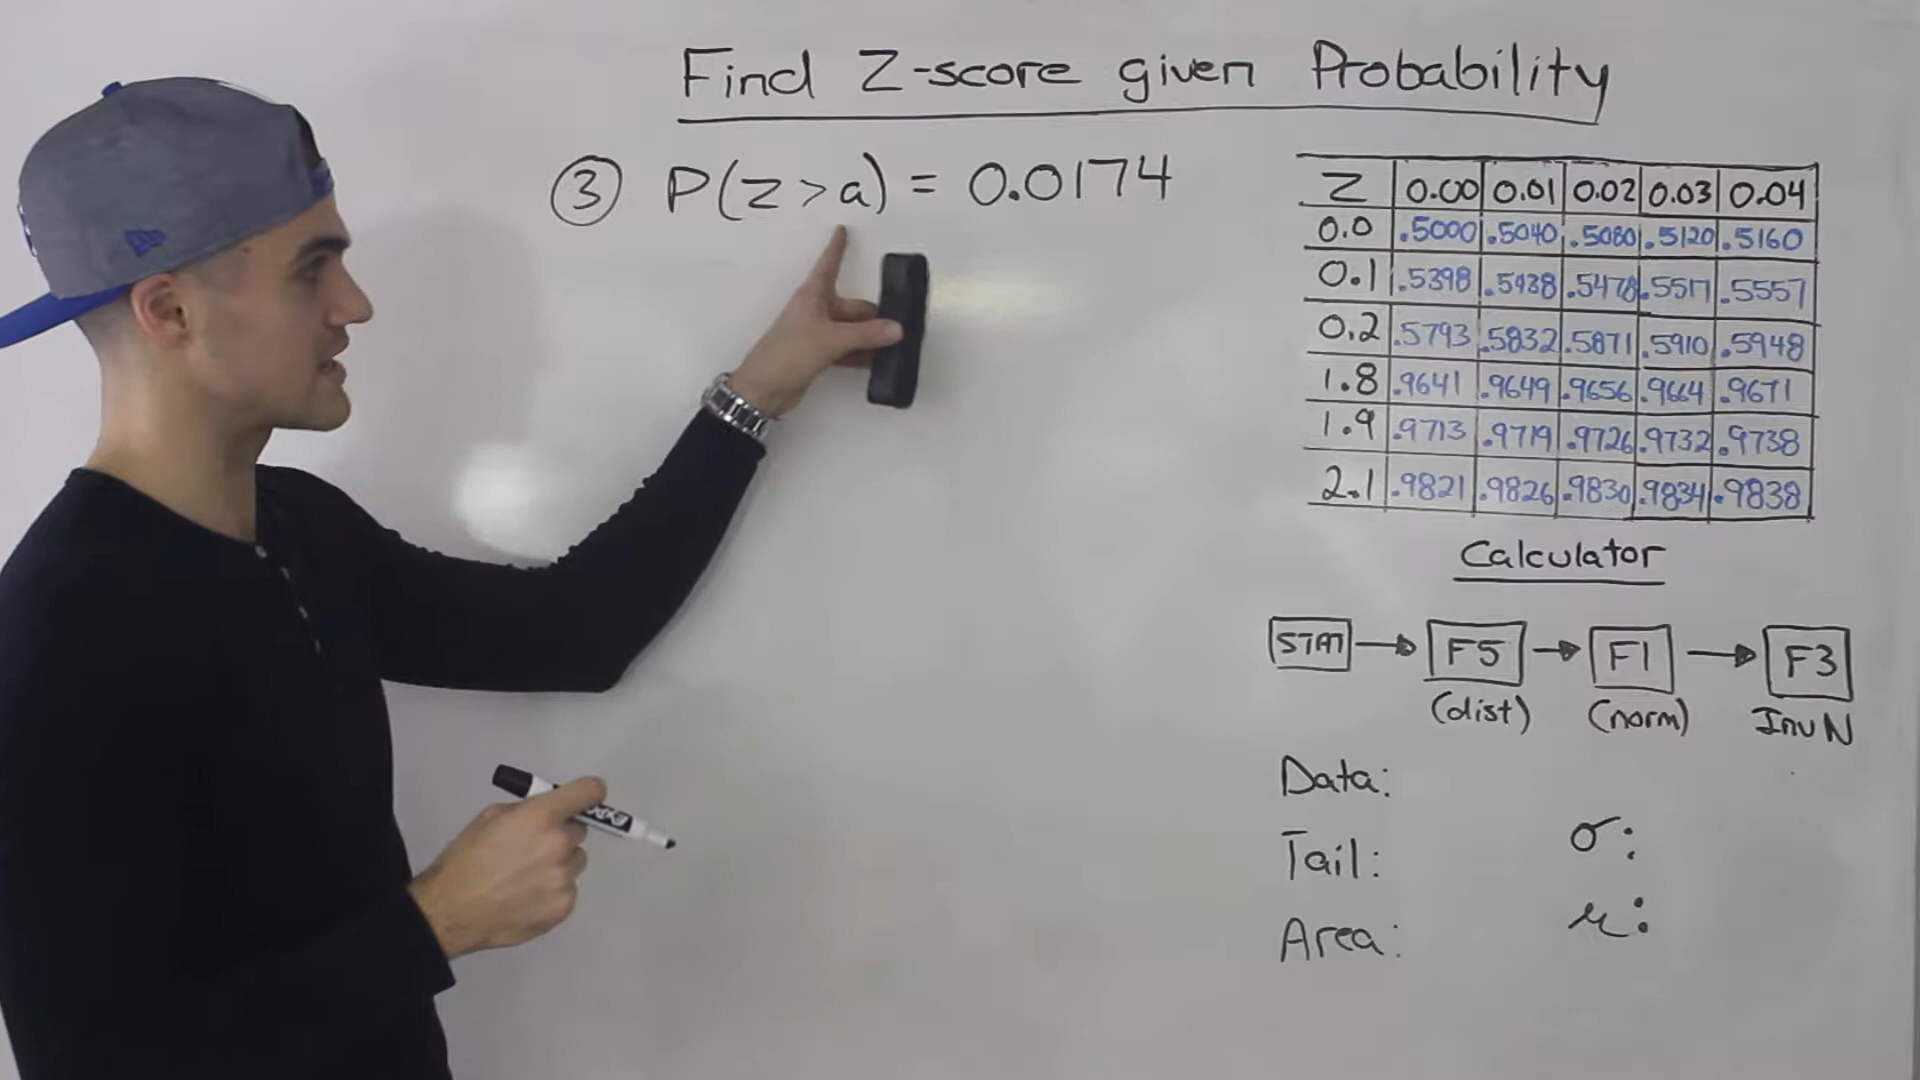 Find Z-score given Probability
③ P(z>a) = 0.0174
Z 0.00 0.01 0.02 0.03 0.04
0.0 .5000 .5040 .5080 .5120 .5160
0.1 .5398 .5438 .5478 .5517 .5557
0.2 .5793 .5832 .5871 .5910 .5948
1.8 .9641 .9649 .9656 .9664 .9671
1.9 .9713 .9719 .9726 .9732 .9738
2.1 .9821 .9826 .9830 .9834 .9838
Calculator
STAT → F5 → F1 → F3
(dist) (norm) InvN
Data:
Tail: σ:
Area: μ: